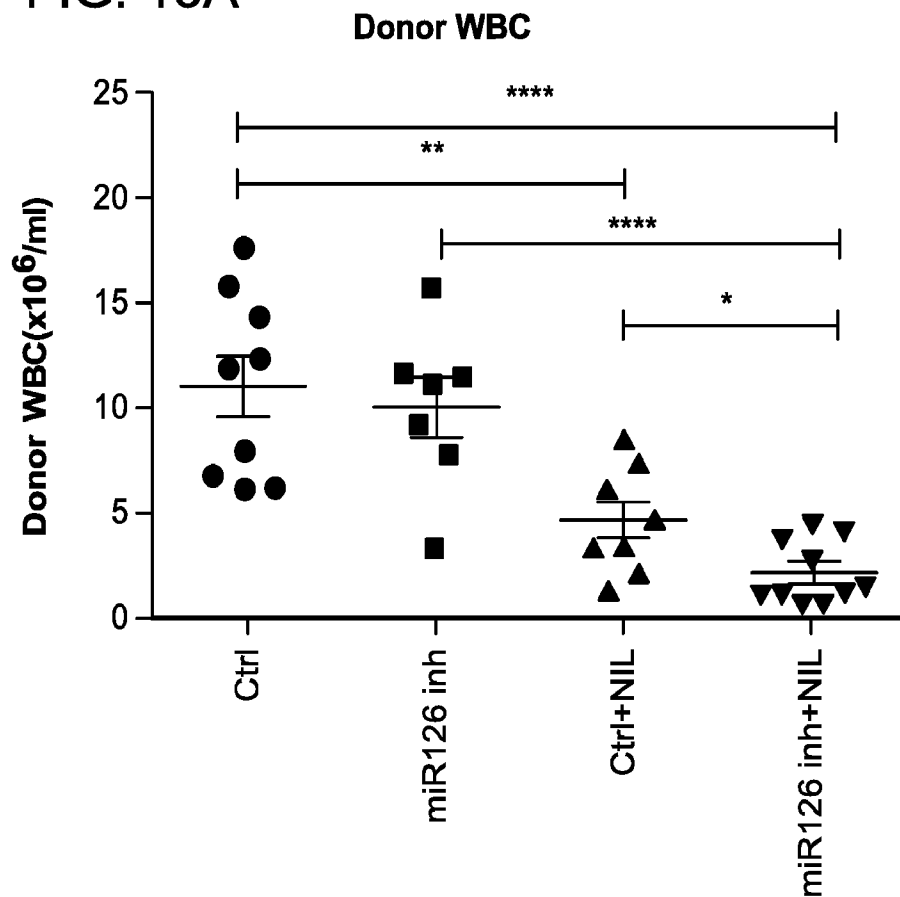 Donor WBC
Donor WBC(x10⁶/ml)
25
20
15
10
5
0
****
**
****
*
Ctrl
miR126 inh
Ctrl+NIL
miR126 inh+NIL